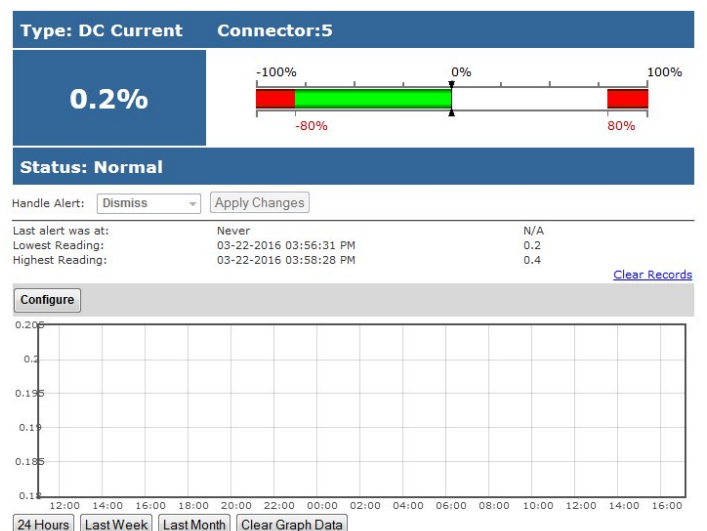 Type: DC Current Connector:5
0.2%
-100% 0% 100%
-80% 80%
Status: Normal
Handle Alert: Dismiss Apply Changes
Last alert was at: Never N/A
Lowest Reading: 03-22-2016 03:56:31 PM 0.2
Highest Reading: 03-22-2016 03:58:28 PM 0.4
Clear Records
Configure
0.205
0.2
0.195
0.19
0.185
0.18
12:00 14:00 16:00 18:00 20:00 22:00 00:00 02:00 04:00 06:00 08:00 10:00 12:00 14:00 16:00
24 Hours Last Week Last Month Clear Graph Data